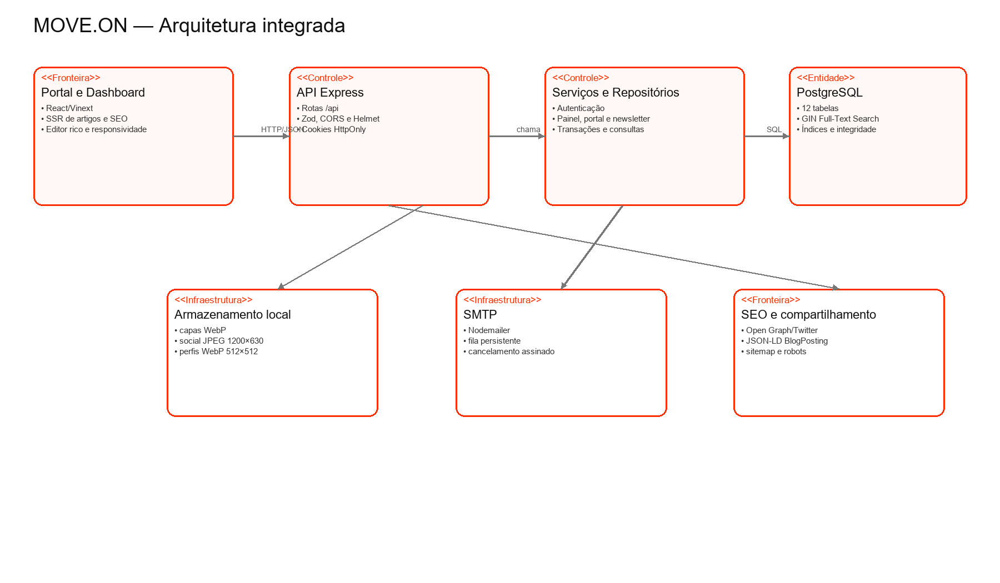 MOVE.ON — Arquitetura integrada
<<Fronteira>>
Portal e Dashboard
• React/Vinext
• SSR de artigos e SEO
• Editor rico e responsividade
HTTP/JSON
<<Controle>>
API Express
• Rotas /api
• Zod, CORS e Helmet
• Cookies HttpOnly
chama
<<Controle>>
Serviços e Repositórios
• Autenticação
• Painel, portal e newsletter
• Transações e consultas
SQL
<<Entidade>>
PostgreSQL
• 12 tabelas
• GIN Full-Text Search
• Índices e integridade
<<Infraestrutura>>
Armazenamento local
• capas WebP
• social JPEG 1200×630
• perfis WebP 512×512
<<Infraestrutura>>
SMTP
• Nodemailer
• fila persistente
• cancelamento assinado
<<Fronteira>>
SEO e compartilhamento
• Open Graph/Twitter
• JSON-LD BlogPosting
• sitemap e robots